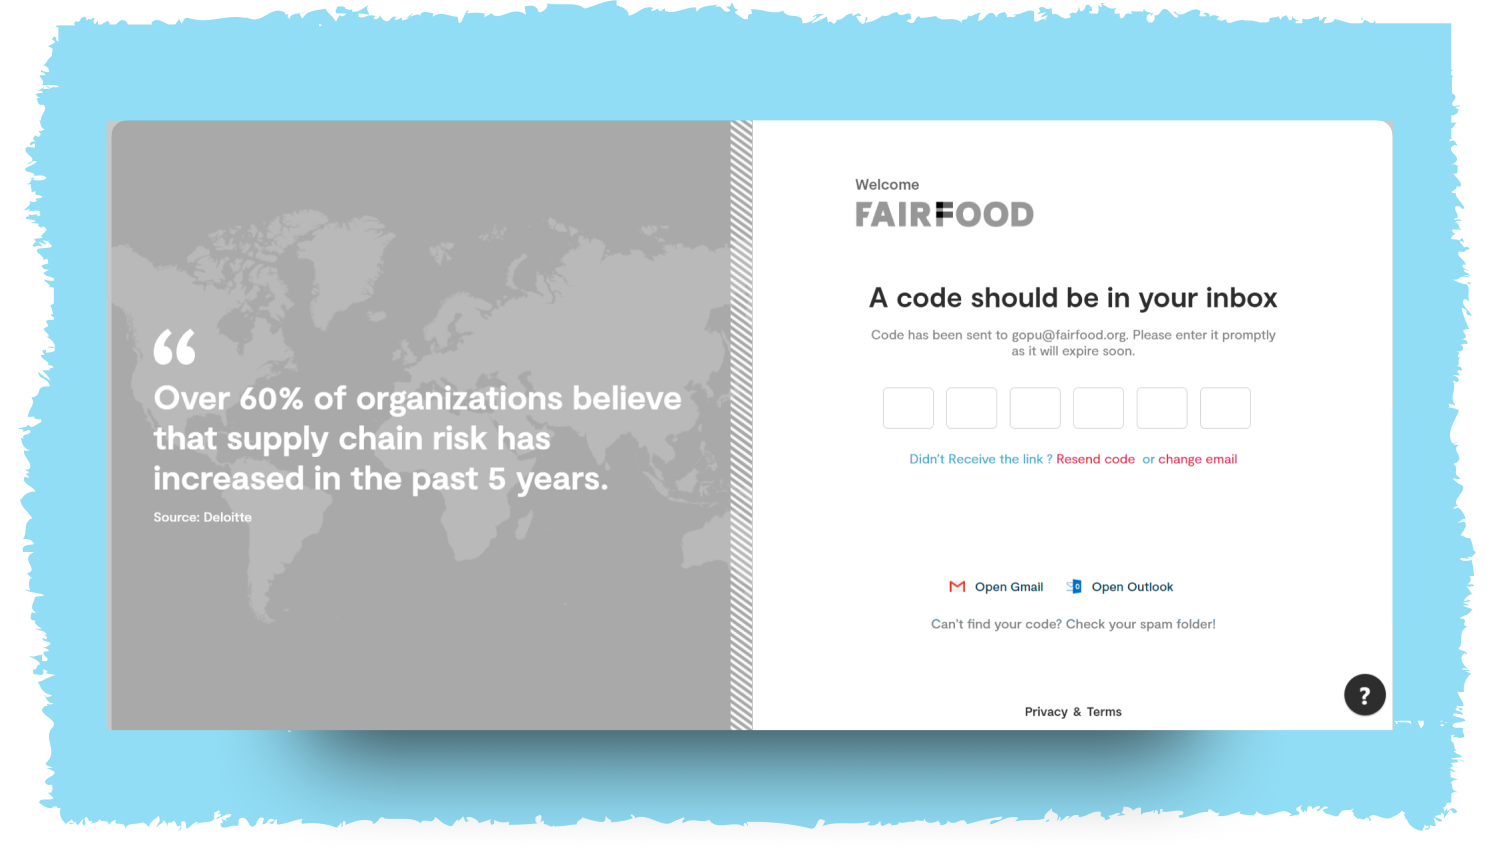 “
Over 60% of organizations believe
that supply chain risk has
increased in the past 5 years.
Source: Deloitte
Welcome
FAIRFOOD
A code should be in your inbox
Code has been sent to gopu@fairfood.org. Please enter it promptly
as it will expire soon.
Didn't Receive the link ? Resend code or change email
Open Gmail Open Outlook
Can't find your code? Check your spam folder!
Privacy & Terms
?